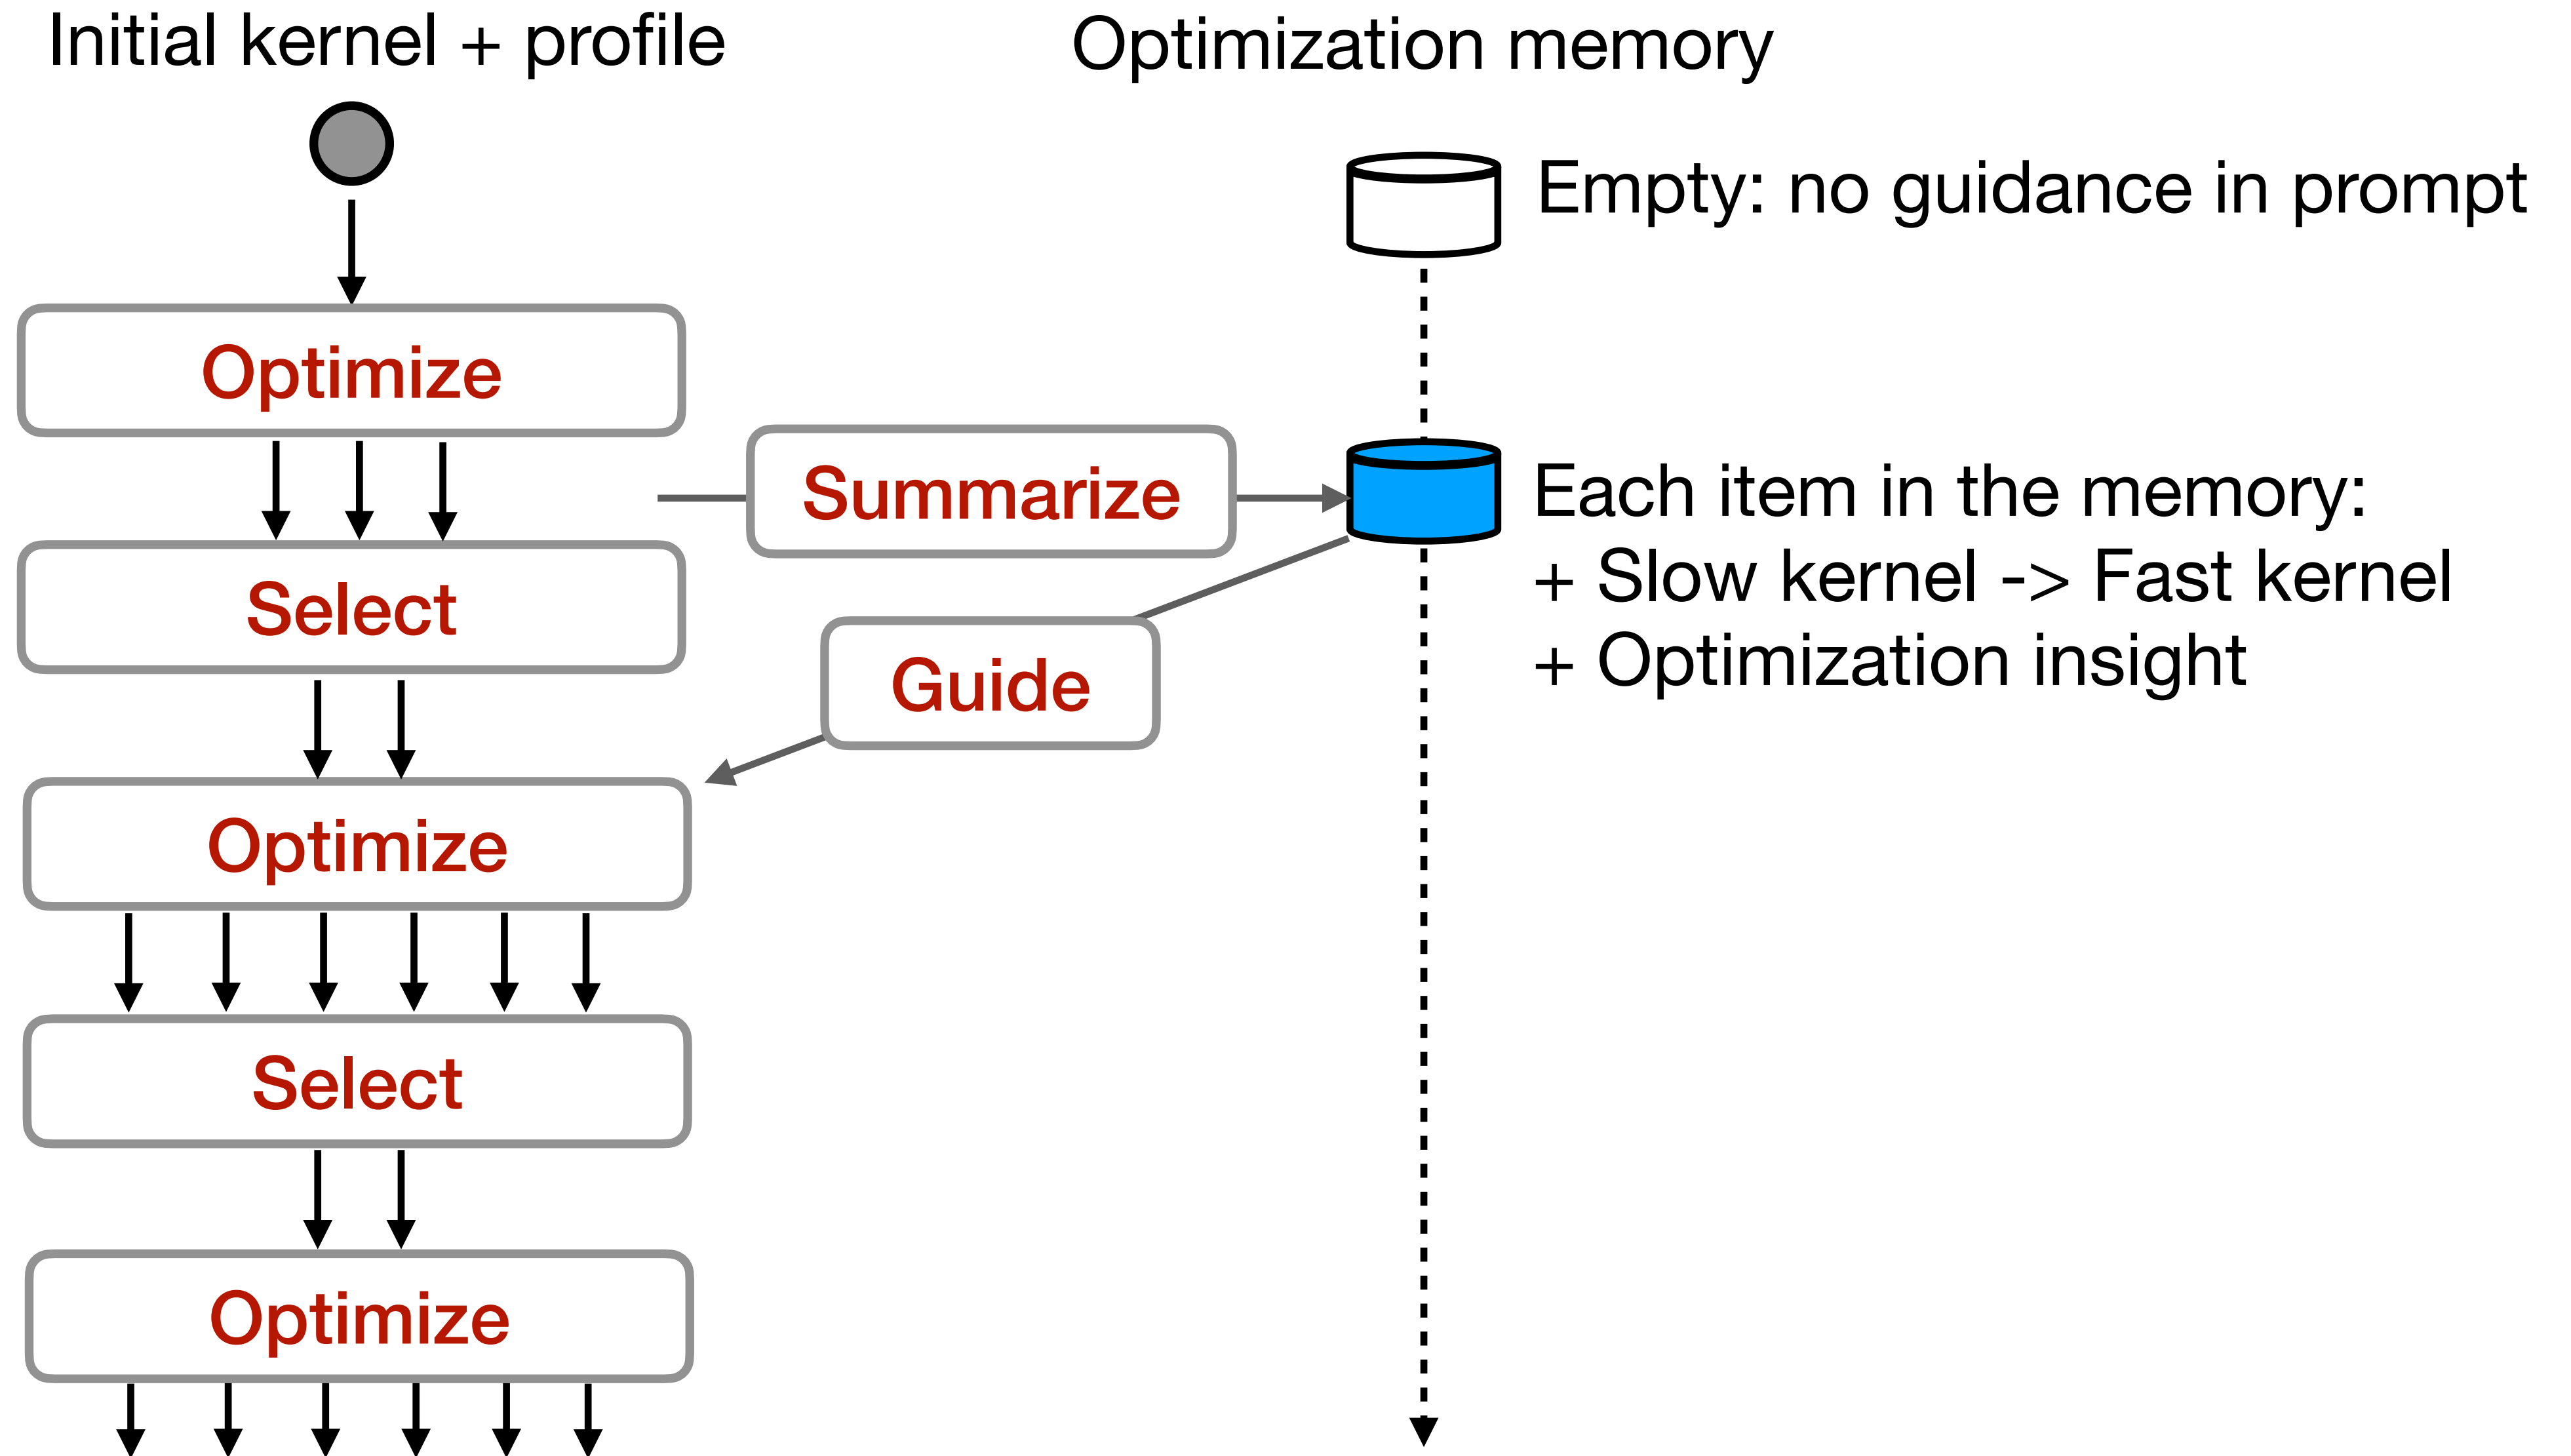 Initial kernel + profile
Optimization memory
Empty: no guidance in prompt
Optimize
Summarize
Each item in the memory:
+ Slow kernel -> Fast kernel
+ Optimization insight
Select
Guide
Optimize
Select
Optimize